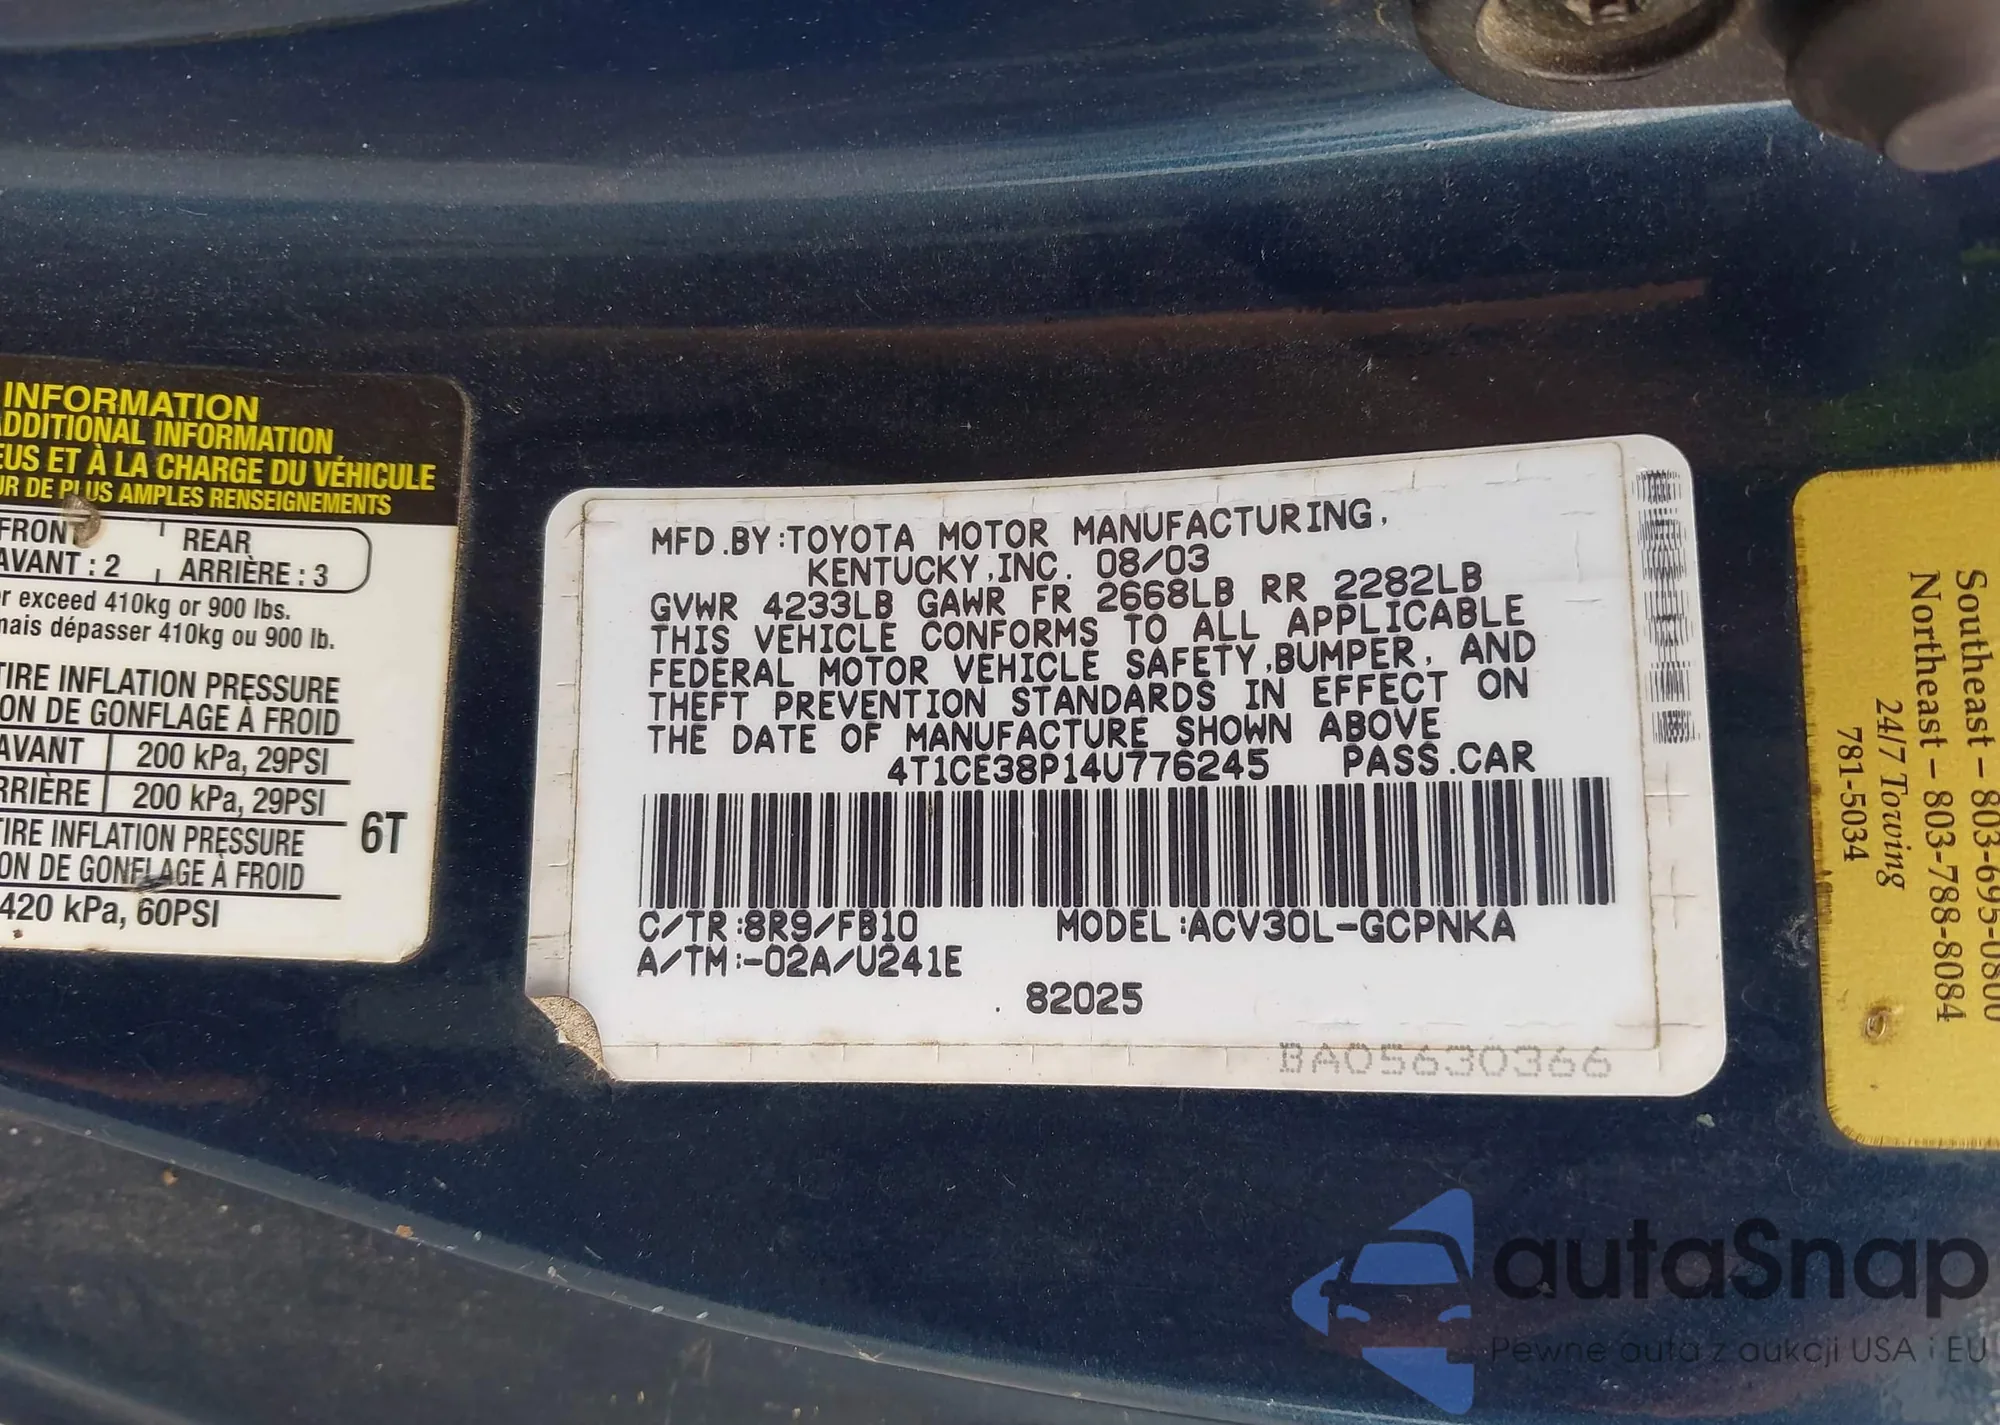 INFORMATION
ADDITIONAL INFORMATION
EUS ET À LA CHARGE DU VÉHICULE
UR DE PLUS AMPLES RENSEIGNEMENTS
FRONT REAR
AVANT : 2 ARRIÈRE : 3
r exceed 410kg or 900 lbs.
mais dépasser 410kg ou 900 lb.
TIRE INFLATION PRESSURE
ON DE GONFLAGE À FROID
AVANT 200 kPa, 29PSI
RRIÈRE 200 kPa, 29PSI
6T
TIRE INFLATION PRESSURE
ON DE GONFLAGE À FROID
420 kPa, 60PSI
MFD.BY:TOYOTA MOTOR MANUFACTURING,
KENTUCKY,INC. 08/03
GVWR 4233LB GAWR FR 2668LB RR 2282LB
THIS VEHICLE CONFORMS TO ALL APPLICABLE
FEDERAL MOTOR VEHICLE SAFETY,BUMPER, AND
THEFT PREVENTION STANDARDS IN EFFECT ON
THE DATE OF MANUFACTURE SHOWN ABOVE
4T1CE38P14U776245 PASS.CAR
C/TR:8R9/FB10 MODEL:ACV30L-GCPNKA
A/TM:-02A/U241E
82025
BA05630366
Southeast – 803-695-0800
Northeast – 803-788-8084
24/7 Towing
781-5034
autaSnap
Pewne auta z aukcji USA i EU